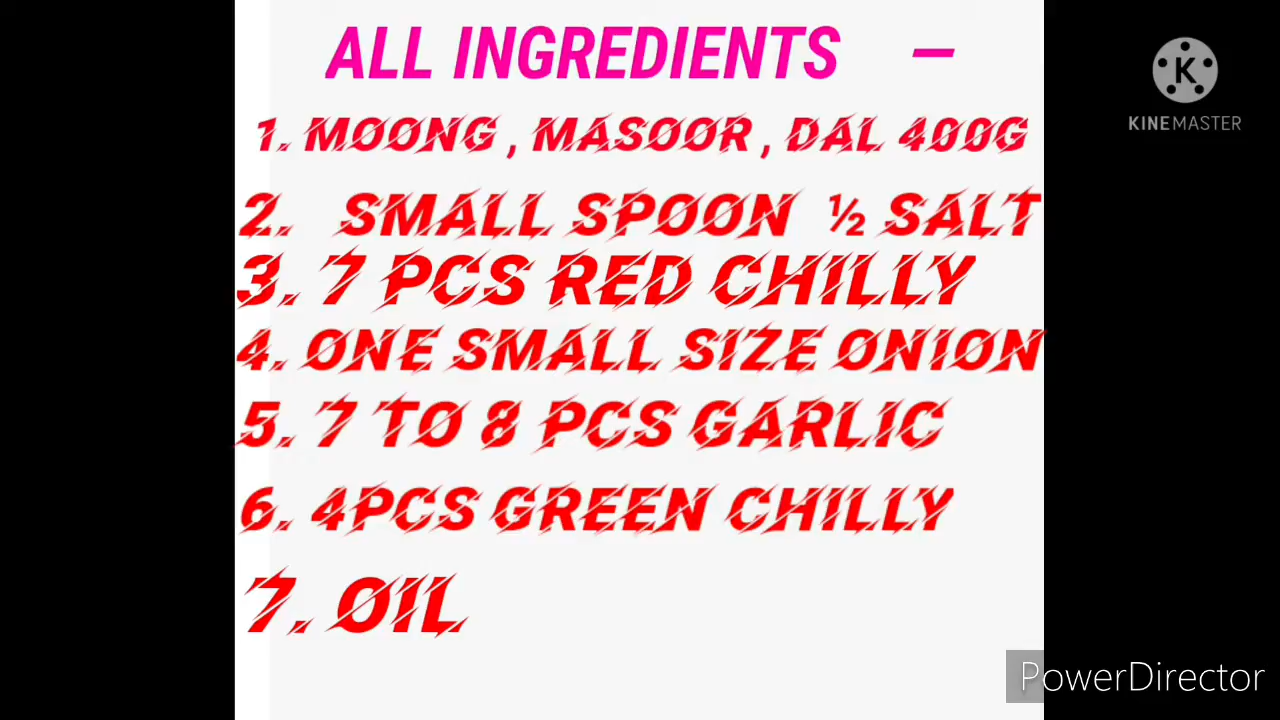 ALL INGREDIENTS —
KINEMASTER
1. MOONG , MASOOR , DAL 400G
2. SMALL SPOON ½ SALT
3. 7 PCS RED CHILLY
4. ONE SMALL SIZE ONION
5. 7 TO 8 PCS GARLIC
6. 4PCS GREEN CHILLY
7. OIL
PowerDirector